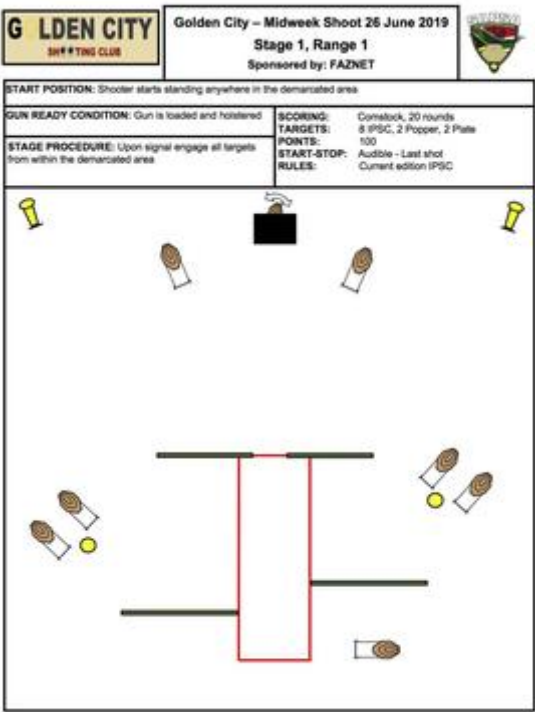 G LDEN CITY
SH TING CLUB
Golden City – Midweek Shoot 26 June 2019
Stage 1, Range 1
Sponsored by: FAZNET
START POSITION: Shooter starts standing anywhere in the demarcated area
GUN READY CONDITION: Gun is loaded and holstered
STAGE PROCEDURE: Upon signal engage all targets
from within the demarcated area
SCORING: Comstock, 20 rounds
TARGETS: 8 IPSC, 2 Popper, 2 Plate
POINTS: 100
START-STOP: Audible - Last shot
RULES: Current edition IPSC